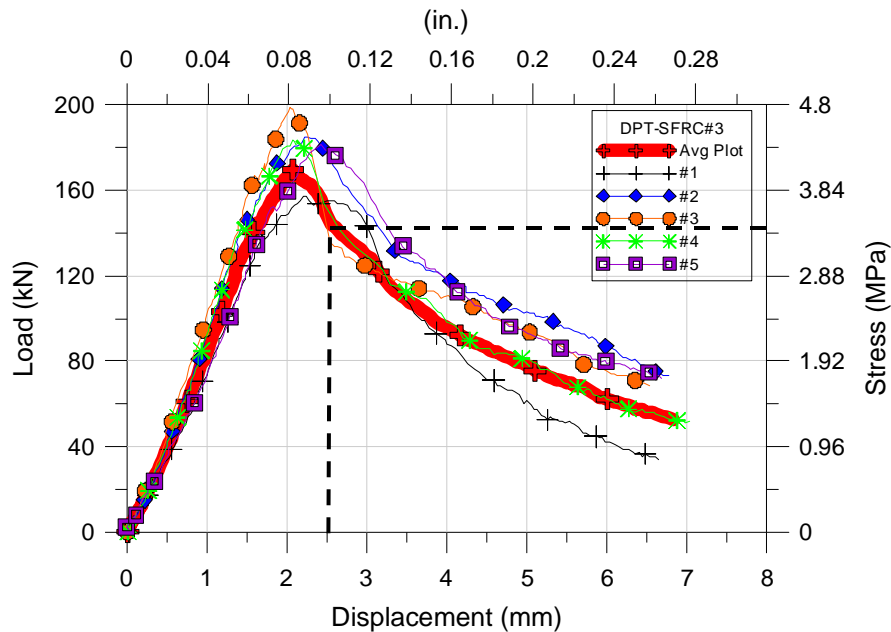 (in.)
0 0.04 0.08 0.12 0.16 0.2 0.24 0.28
200 4.8
160 3.84
120 2.88
80 1.92
40 0.96
0 0
Load (kN)
Stress (MPa)
DPT-SFRC#3
Avg Plot
#1
#2
#3
#4
#5
0 1 2 3 4 5 6 7 8
Displacement (mm)